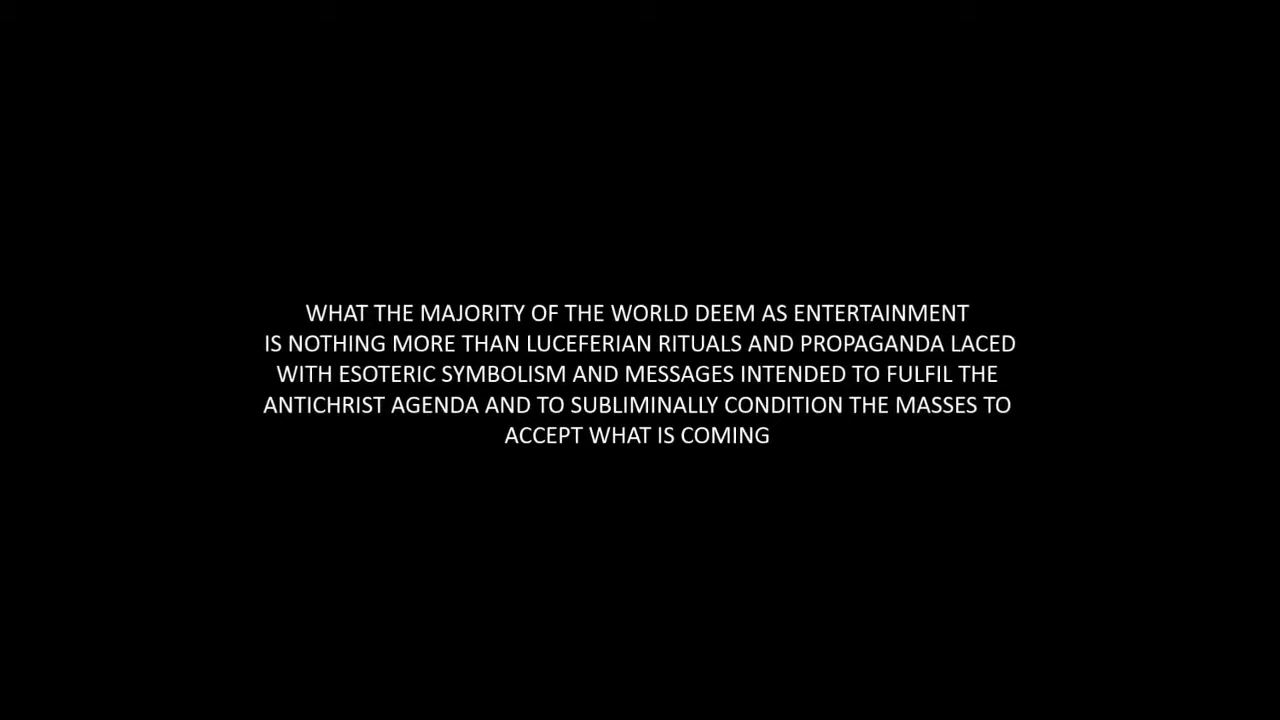 WHAT THE MAJORITY OF THE WORLD DEEM AS ENTERTAINMENT
IS NOTHING MORE THAN LUCEFERIAN RITUALS AND PROPAGANDA LACED
WITH ESOTERIC SYMBOLISM AND MESSAGES INTENDED TO FULFIL THE
ANTICHRIST AGENDA AND TO SUBLIMINALLY CONDITION THE MASSES TO
ACCEPT WHAT IS COMING